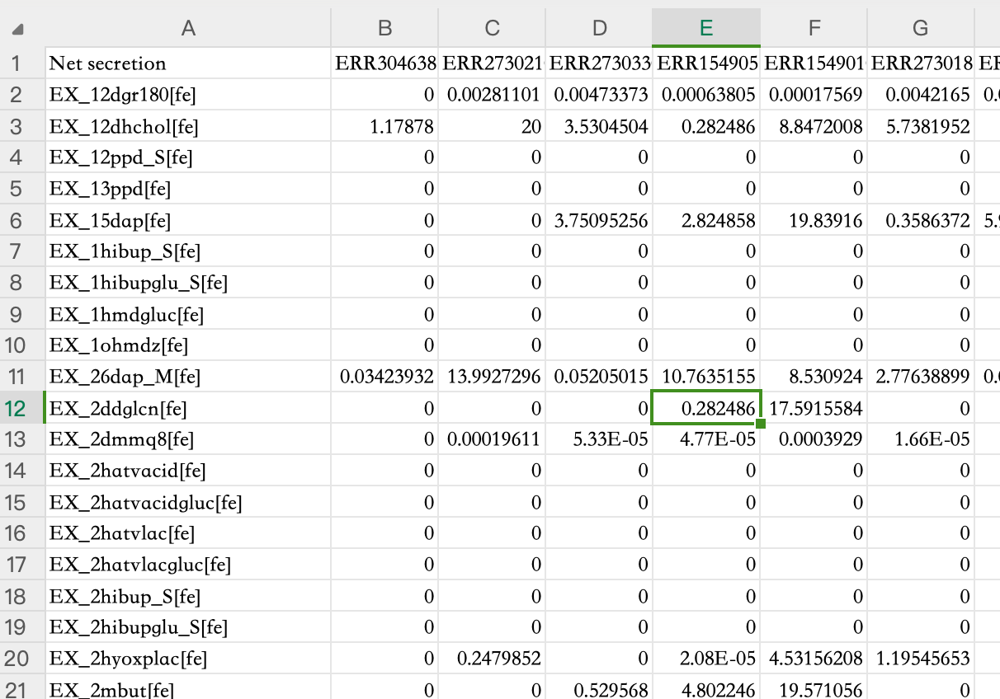 A B C D E F G
1 Net secretion ERR304638 ERR273021 ERR273033 ERR154905 ERR154901 ERR273018 ER
2 EX_12dgr180[fe] 0 0.00281101 0.00473373 0.00063805 0.00017569 0.0042165 0.0
3 EX_12dhchol[fe] 1.17878 20 3.5304504 0.282486 8.8472008 5.7381952
4 EX_12ppd_S[fe] 0 0 0 0 0 0
5 EX_13ppd[fe] 0 0 0 0 0 0
6 EX_15dap[fe] 0 0 3.75095256 2.824858 19.83916 0.3586372 5.9
7 EX_1hibup_S[fe] 0 0 0 0 0 0
8 EX_1hibupglu_S[fe] 0 0 0 0 0 0
9 EX_1hmdgluc[fe] 0 0 0 0 0 0
10 EX_1ohmdz[fe] 0 0 0 0 0 0
11 EX_26dap_M[fe] 0.03423932 13.9927296 0.05205015 10.7635155 8.530924 2.77638899 0.0
12 EX_2ddglcn[fe] 0 0 0 0.282486 17.5915584 0
13 EX_2dmmq8[fe] 0 0.00019611 5.33E-05 4.77E-05 0.0003929 1.66E-05
14 EX_2hatvacid[fe] 0 0 0 0 0 0
15 EX_2hatvacidgluc[fe] 0 0 0 0 0 0
16 EX_2hatvlac[fe] 0 0 0 0 0 0
17 EX_2hatvlacgluc[fe] 0 0 0 0 0 0
18 EX_2hibup_S[fe] 0 0 0 0 0 0
19 EX_2hibupglu_S[fe] 0 0 0 0 0 0
20 EX_2hyoxplac[fe] 0 0.2479852 0 2.08E-05 4.53156208 1.19545653
21 EX_2mbut[fe] 0 0 0.529568 4.802246 19.571056 0